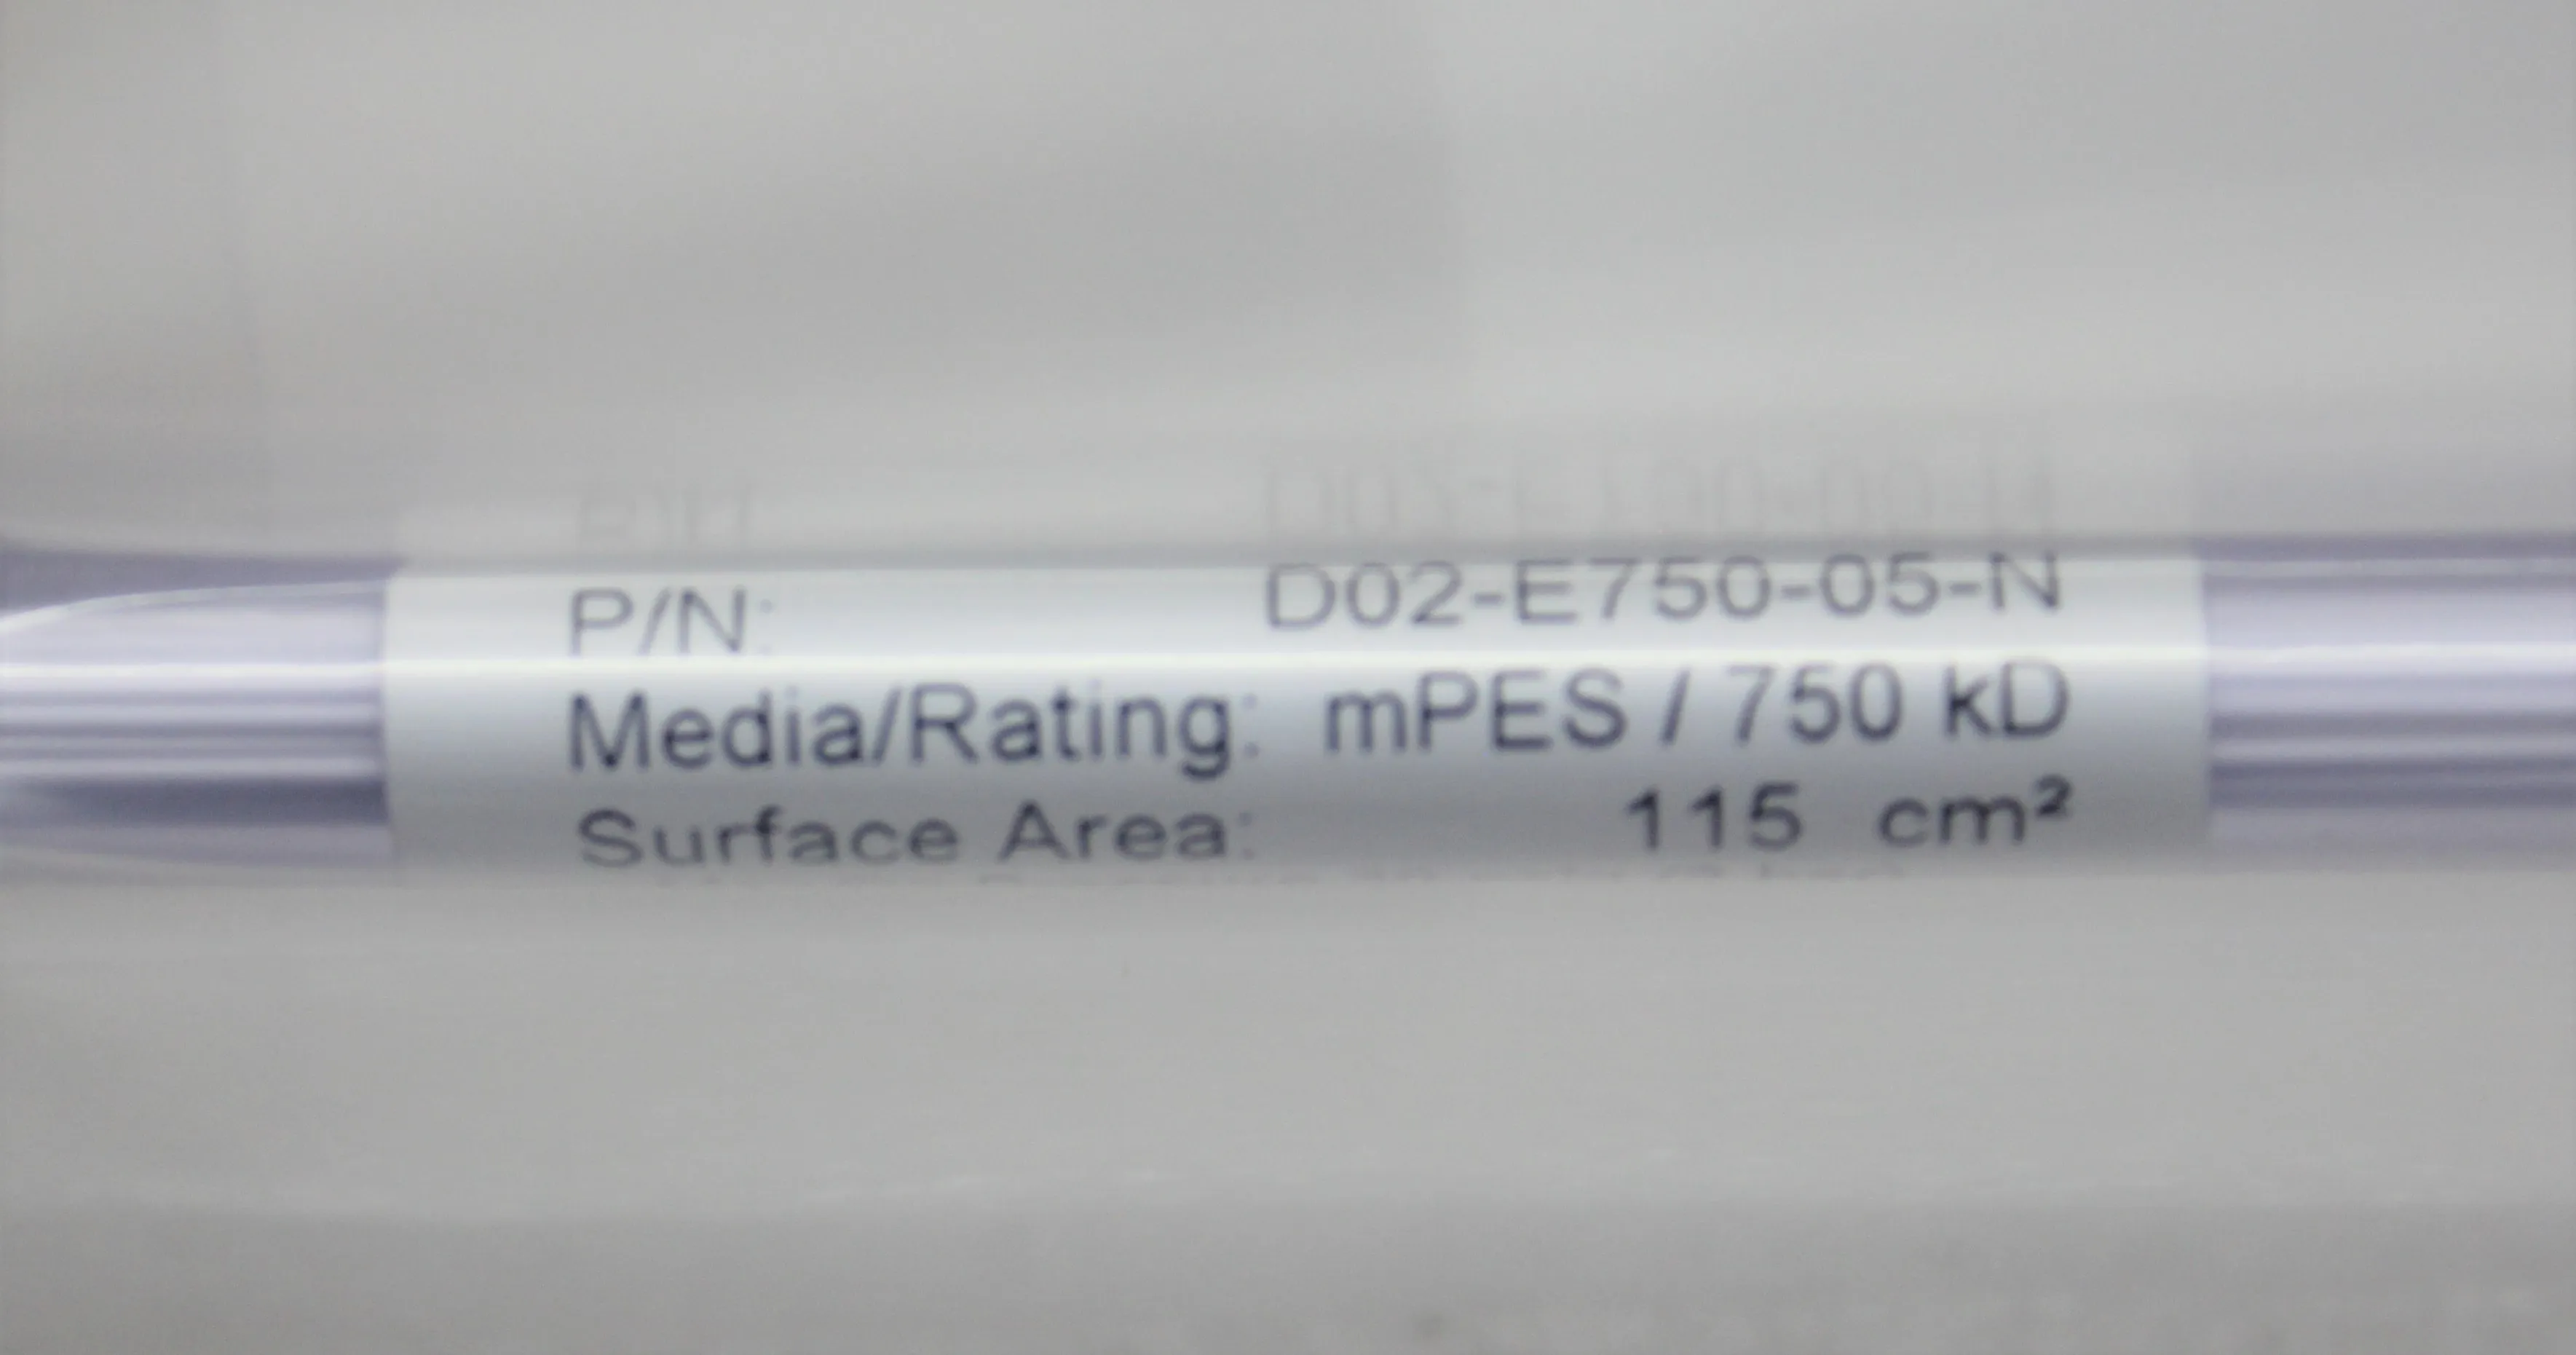 P/N: D02-E750-05-N
Media/Rating: mPES / 750 kD
Surface Area: 115 cm²